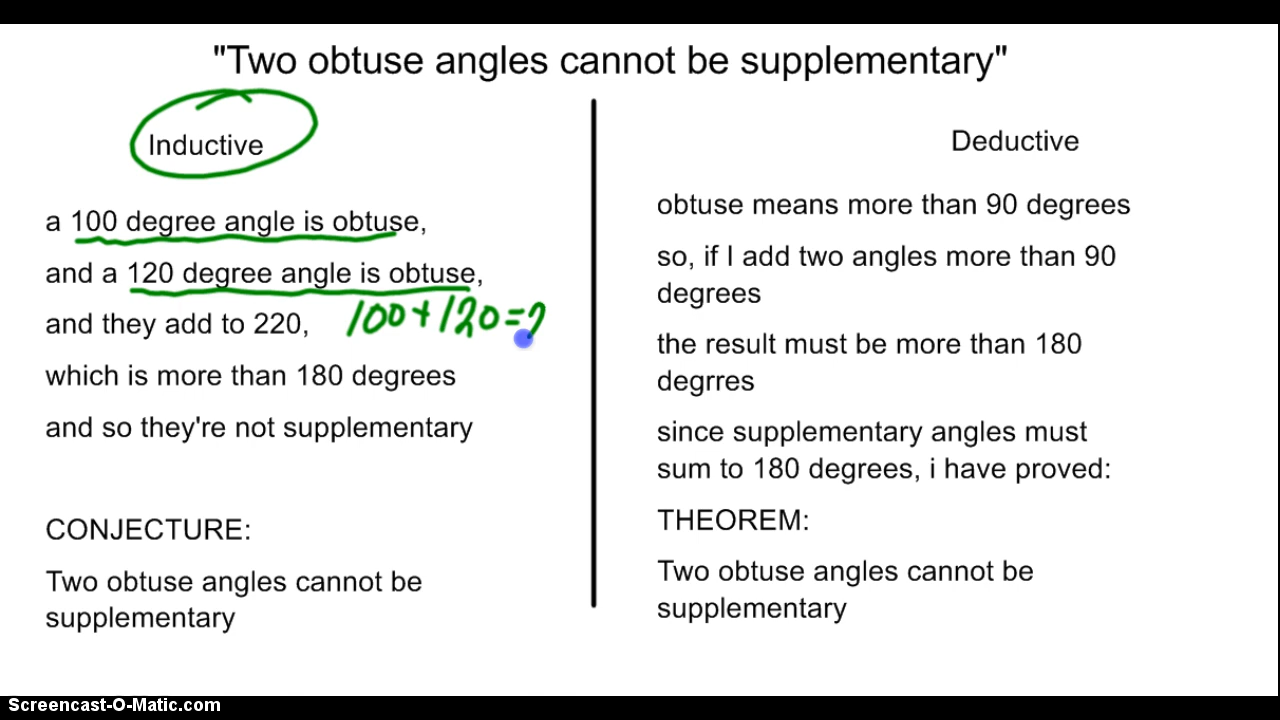 "Two obtuse angles cannot be supplementary"
Inductive
a 100 degree angle is obtuse,
and a 120 degree angle is obtuse,
and they add to 220,
100+120=2
which is more than 180 degrees
and so they're not supplementary
CONJECTURE:
Two obtuse angles cannot be
supplementary
Deductive
obtuse means more than 90 degrees
so, if I add two angles more than 90
degrees
the result must be more than 180
degrres
since supplementary angles must
sum to 180 degrees, i have proved:
THEOREM:
Two obtuse angles cannot be
supplementary
Screencast-O-Matic.com